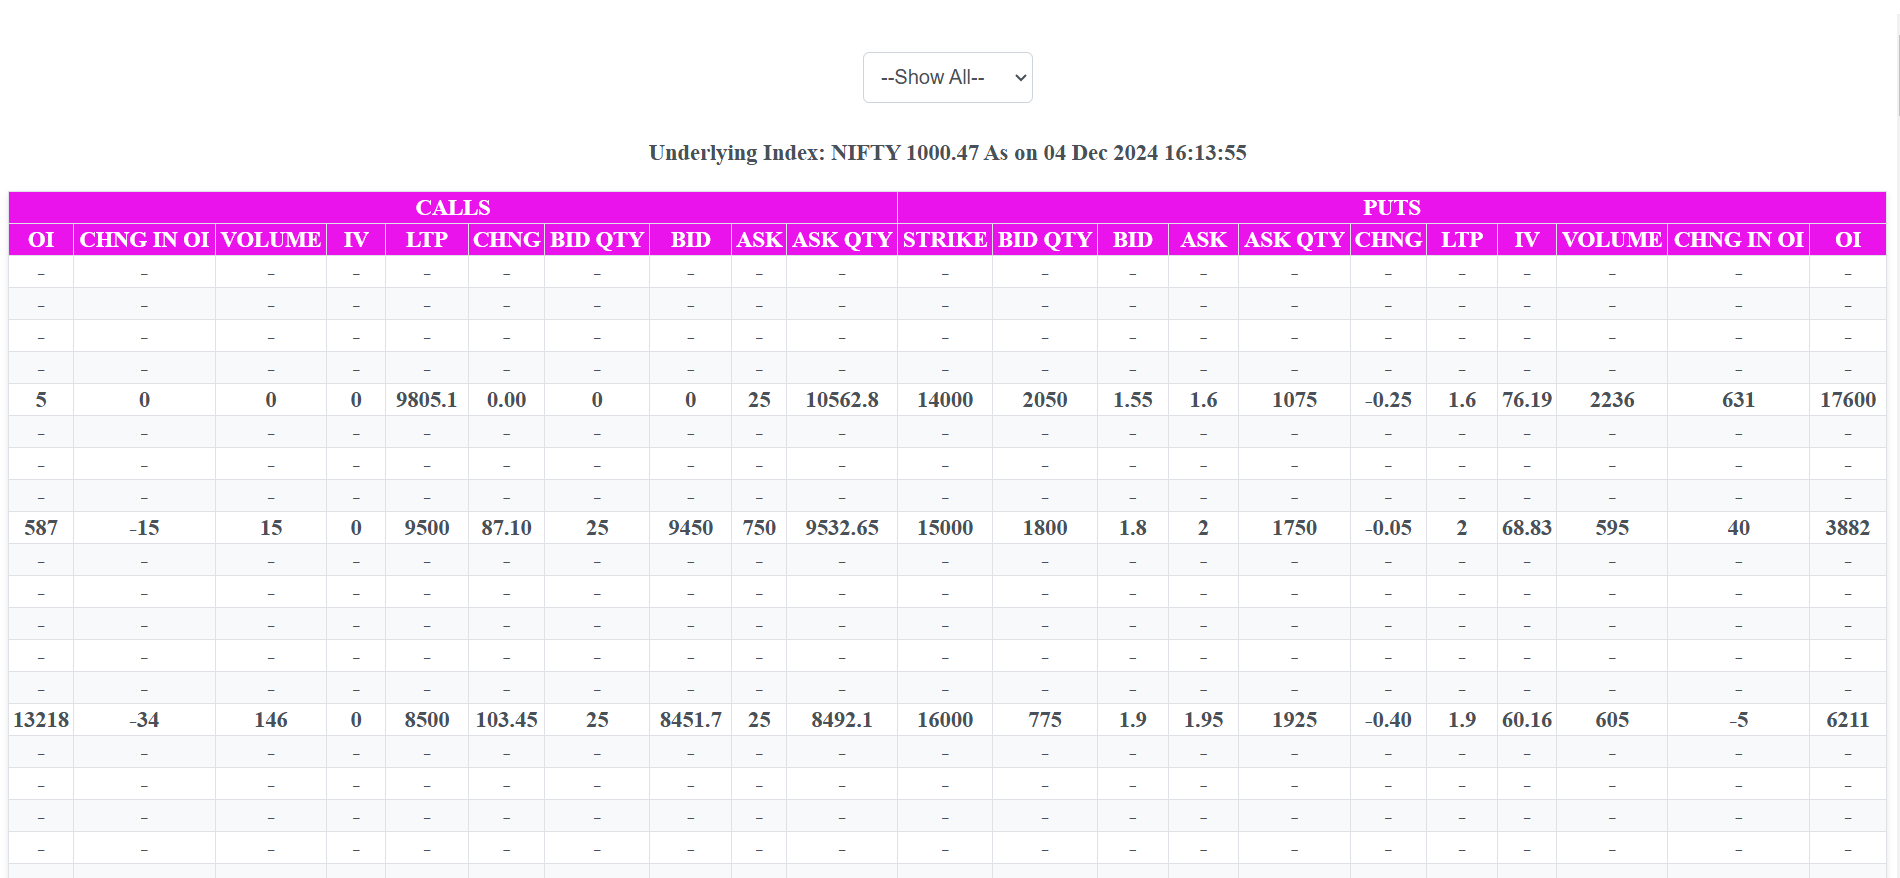 --Show All--
Underlying Index: NIFTY 1000.47 As on 04 Dec 2024 16:13:55
CALLS PUTS
OI CHNG IN OI VOLUME IV LTP CHNG BID QTY BID ASK ASK QTY STRIKE BID QTY BID ASK ASK QTY CHNG LTP IV VOLUME CHNG IN OI OI
- - - - - - - - - - - - - - - - - - - - -
- - - - - - - - - - - - - - - - - - - - -
- - - - - - - - - - - - - - - - - - - - -
- - - - - - - - - - - - - - - - - - - - -
5 0 0 0 9805.1 0.00 0 0 25 10562.8 14000 2050 1.55 1.6 1075 -0.25 1.6 76.19 2236 631 17600
- - - - - - - - - - - - - - - - - - - - -
- - - - - - - - - - - - - - - - - - - - -
- - - - - - - - - - - - - - - - - - - - -
587 -15 15 0 9500 87.10 25 9450 750 9532.65 15000 1800 1.8 2 1750 -0.05 2 68.83 595 40 3882
- - - - - - - - - - - - - - - - - - - - -
- - - - - - - - - - - - - - - - - - - - -
- - - - - - - - - - - - - - - - - - - - -
- - - - - - - - - - - - - - - - - - - - -
- - - - - - - - - - - - - - - - - - - - -
13218 -34 146 0 8500 103.45 25 8451.7 25 8492.1 16000 775 1.9 1.95 1925 -0.40 1.9 60.16 605 -5 6211
- - - - - - - - - - - - - - - - - - - - -
- - - - - - - - - - - - - - - - - - - - -
- - - - - - - - - - - - - - - - - - - - -
- - - - - - - - - - - - - - - - - - - - -